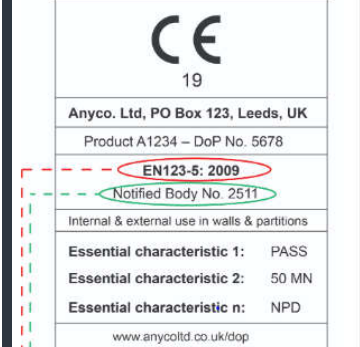 CE
19
Anyco. Ltd, PO Box 123, Leeds, UK
Product A1234 – DoP No. 5678
EN123-5: 2009
Notified Body No. 2511
Internal & external use in walls & partitions
Essential characteristic 1: PASS
Essential characteristic 2: 50 MN
Essential characteristic n: NPD
www.anycoltd.co.uk/dop